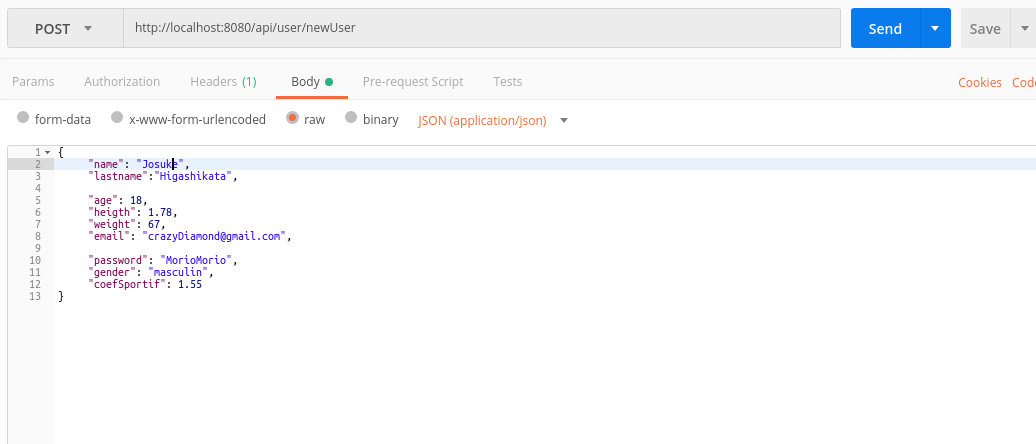 POST http://localhost:8080/api/user/newUser Send Save
Params Authorization Headers (1) Body Pre-request Script Tests Cookies Code
form-data x-www-form-urlencoded raw binary JSON (application/json)
1 {
2 "name": "Josuke",
3 "lastname":"Higashikata",
4
5 "age": 18,
6 "heigth": 1.78,
7 "weight": 67,
8 "email": "crazyDiamond@gmail.com",
9
10 "password": "MorioMorio",
11 "gender": "masculin",
12 "coefSportif": 1.55
13 }